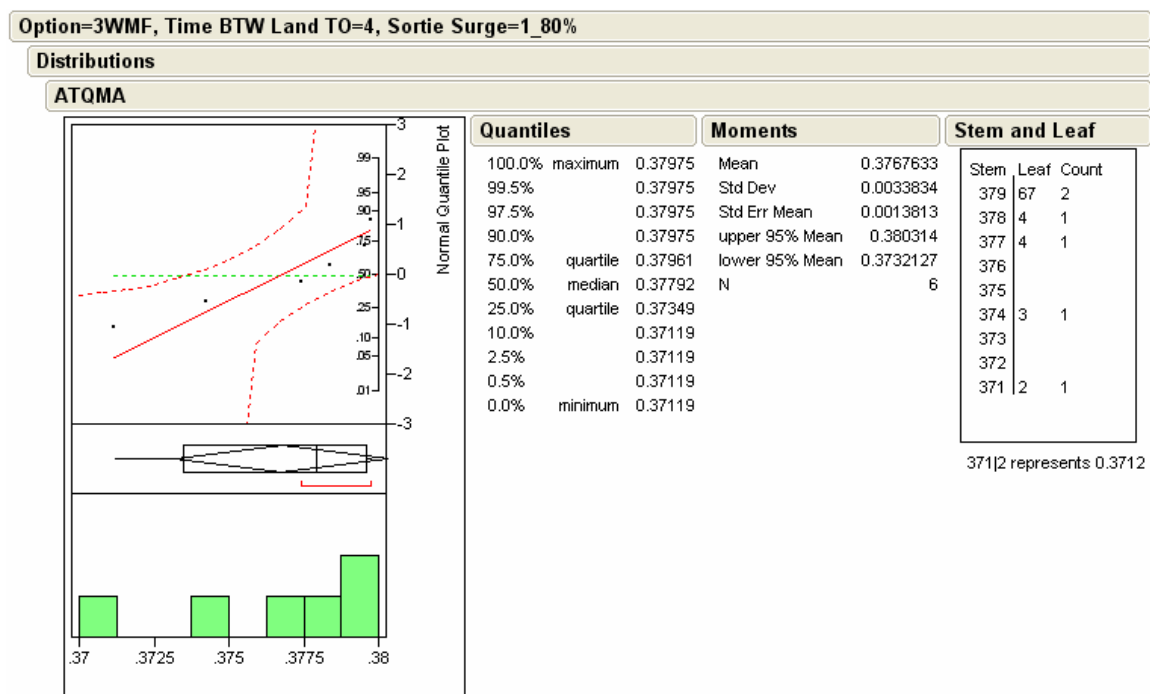 Option=3WMF, Time BTW Land TO=4, Sortie Surge=1_80%
Distributions
ATQMA
3
2
1
0
-1
-2
-3
.99
.95
.90
.75
.50
.25
.10
.05
.01
Normal Quantile Plot
.37 .3725 .375 .3775 .38
Quantiles
100.0% maximum 0.37975
99.5% 0.37975
97.5% 0.37975
90.0% 0.37975
75.0% quartile 0.37961
50.0% median 0.37792
25.0% quartile 0.37349
10.0% 0.37119
2.5% 0.37119
0.5% 0.37119
0.0% minimum 0.37119
Moments
Mean 0.3767633
Std Dev 0.0033834
Std Err Mean 0.0013813
upper 95% Mean 0.380314
lower 95% Mean 0.3732127
N 6
Stem and Leaf
Stem Leaf Count
379 67 2
378 4 1
377 4 1
376
375
374 3 1
373
372
371 2 1
371|2 represents 0.3712